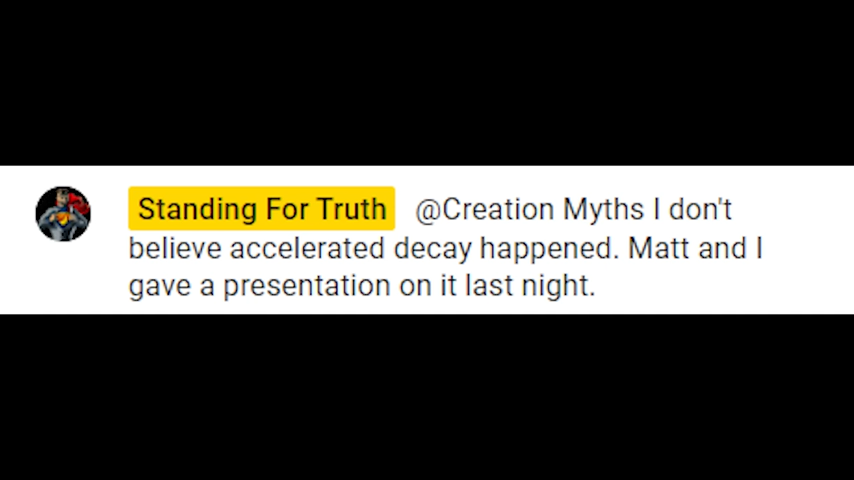 Standing For Truth @Creation Myths I don't
believe accelerated decay happened. Matt and I
gave a presentation on it last night.